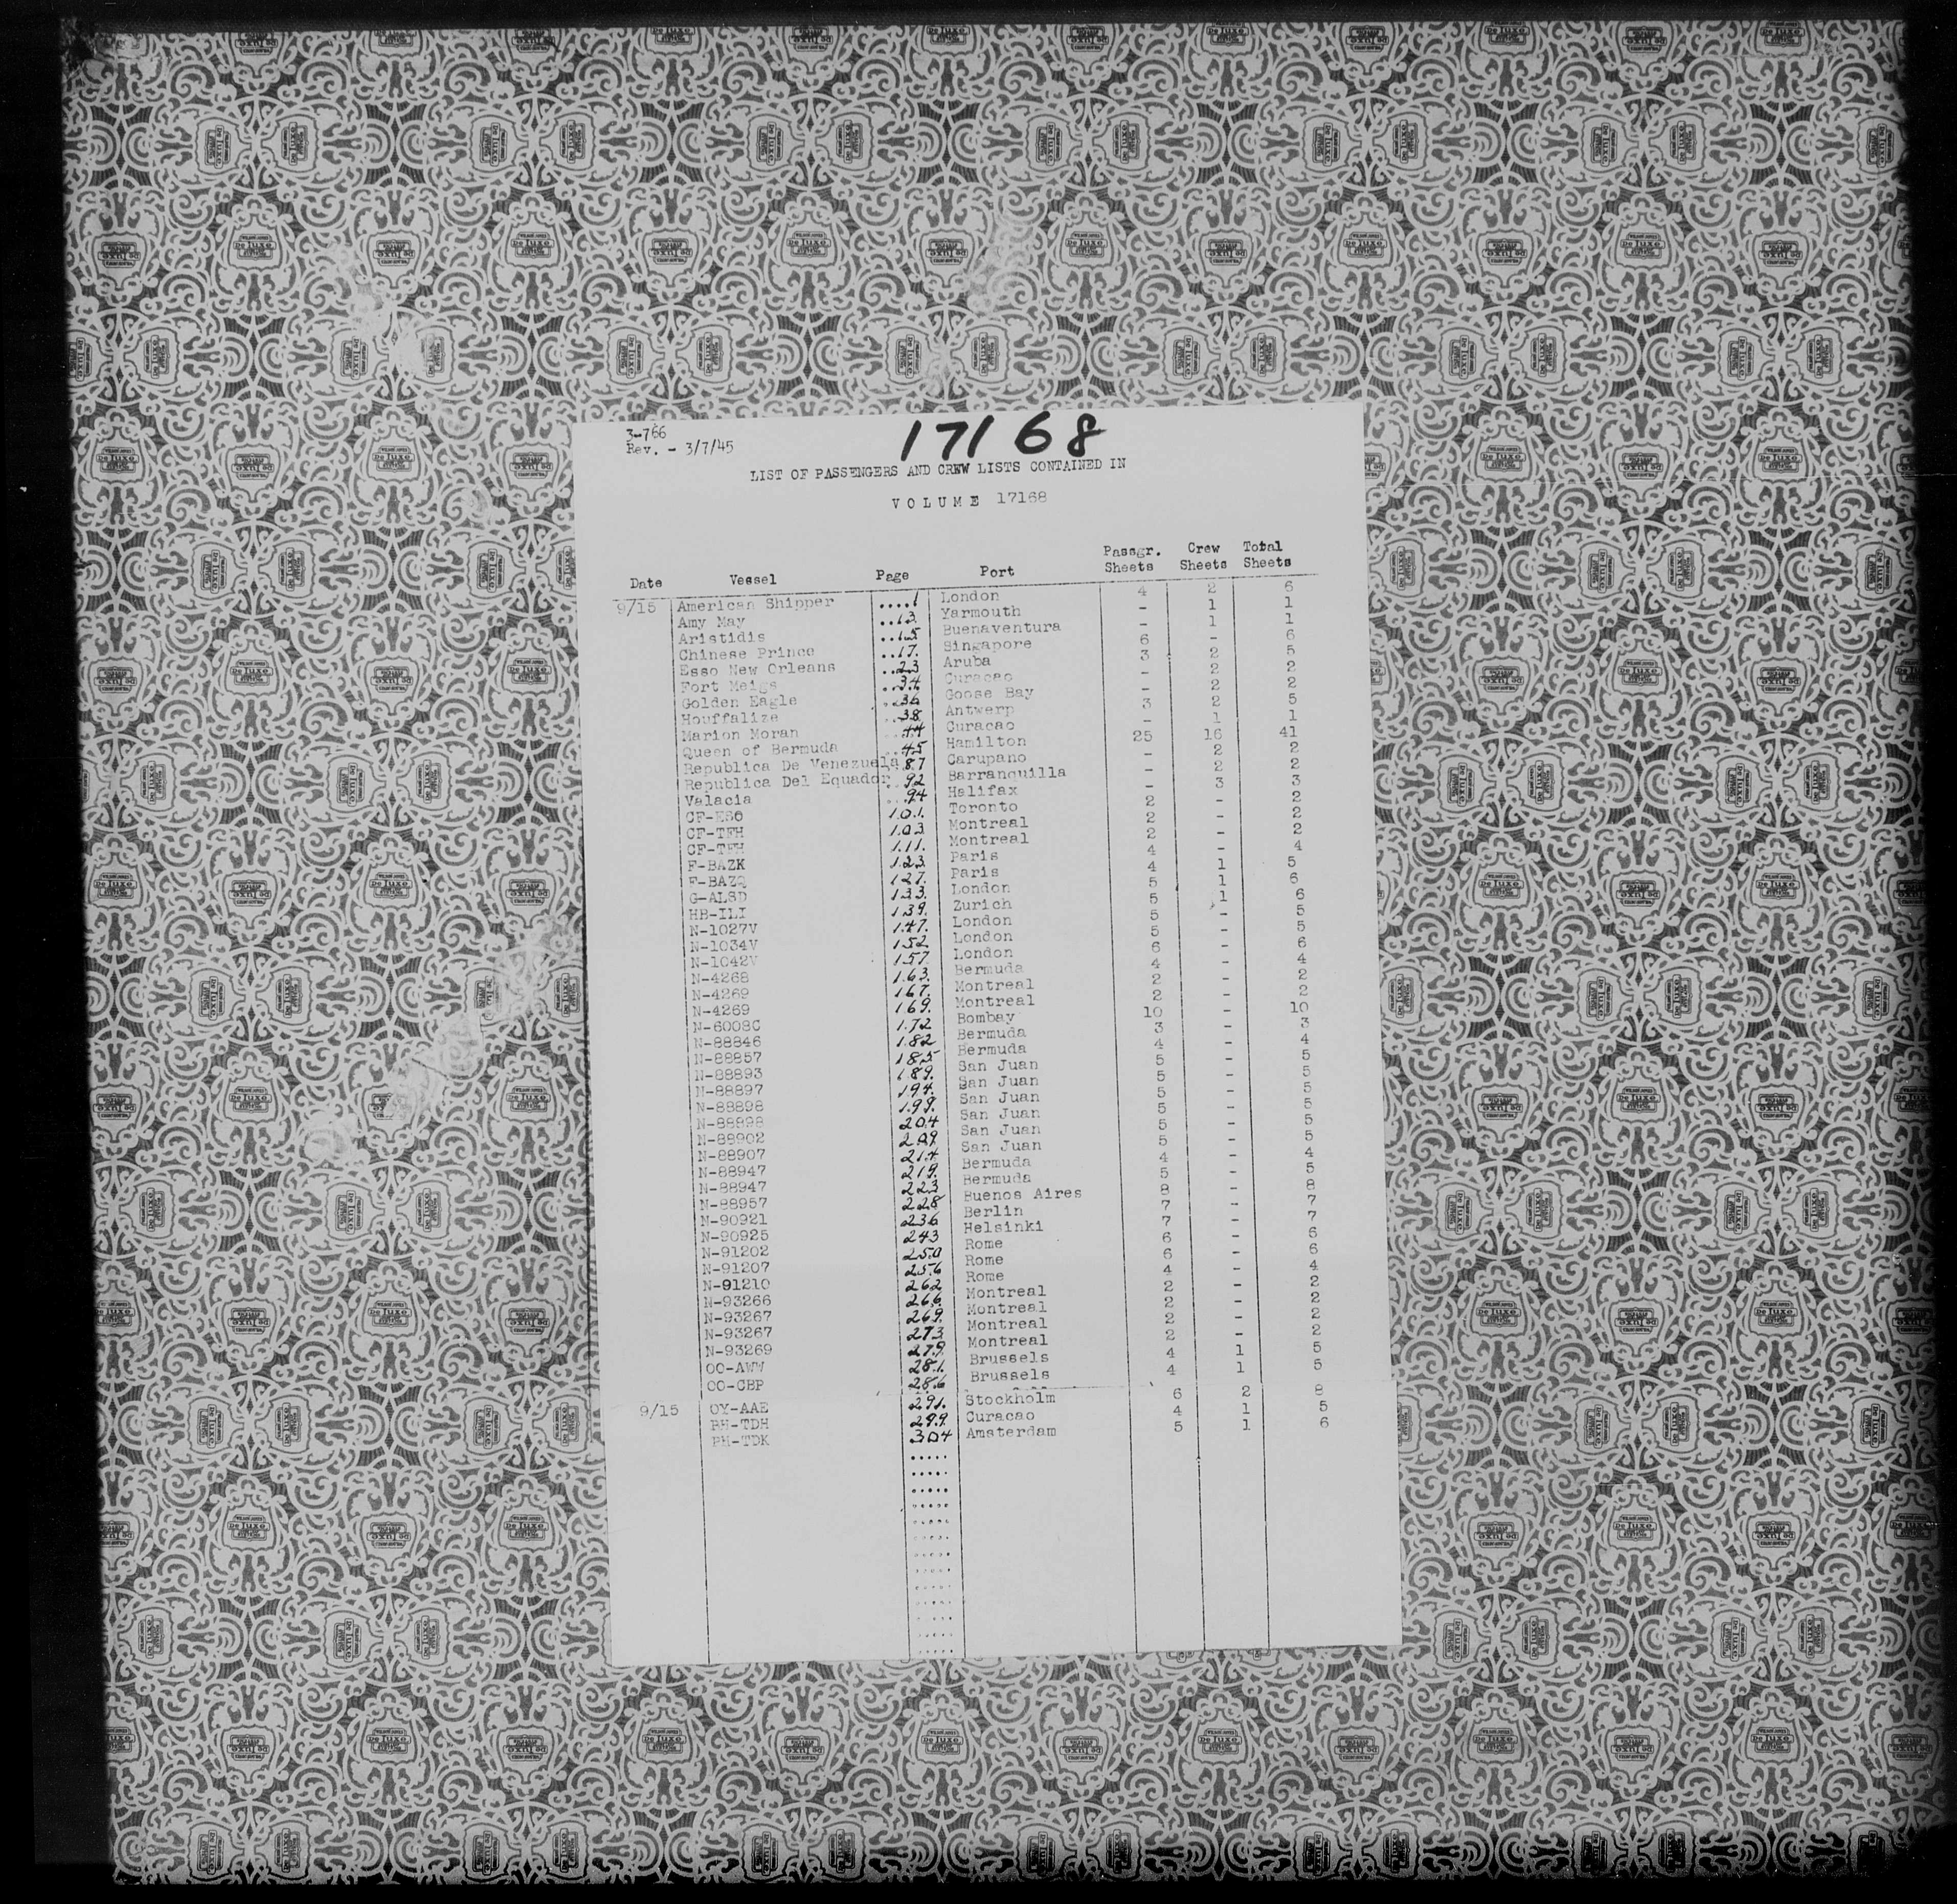 3-766
Rev. - 3/7/45
17168
LIST OF PASSENGERS AND CREW LISTS CONTAINED IN
VOLUME 17168
Date Vessel Page Port Passgr. Sheets Crew Sheets Total Sheets
9/15 American Shipper ....1 London 4 2 6
Amy May ..13 Yarmouth - 1 1
Aristidis ..15 Buenaventura - 1 1
Chinese Prince ..17 Singapore 6 - 6
Esso New Orleans ..23 Aruba 3 2 5
Fort Meigs ..34 Curacao - 2 2
Golden Eagle ..36 Goose Bay - 2 2
Houffalize ..38 Antwerp 3 2 5
Marion Moran ..44 Curacao - 1 1
Queen of Bermuda ..45 Hamilton 25 16 41
Republica De Venezuela 87 Carupano - 2 2
Republica Del Equador 92 Barranquilla - 2 2
Valacia ..94 Halifax - 3 3
CF-ESO 101 Toronto 2 - 2
CF-TFH 103 Montreal 2 - 2
CF-TFH 111 Montreal 2 - 2
F-BAZK 123 Paris 4 - 4
F-BAZQ 127 Paris 4 1 5
G-ALSD 133 London 5 1 6
HB-ILI 139 Zurich 5 1 6
N-1027V 147 London 5 - 5
N-1034V 152 London 5 - 5
N-1042V 157 London 6 - 6
N-4268 163 Bermuda 4 - 4
N-4269 167 Montreal 2 - 2
N-4269 169 Montreal 2 - 2
N-6008C 172 Bombay 10 - 10
N-88846 182 Bermuda 3 - 3
N-88857 185 Bermuda 4 - 4
N-88893 189 San Juan 5 - 5
N-88897 194 San Juan 5 - 5
N-88898 199 San Juan 5 - 5
N-88898 204 San Juan 5 - 5
N-88902 209 San Juan 5 - 5
N-88907 214 San Juan 5 - 5
N-88947 219 Bermuda 4 - 4
N-88947 223 Bermuda 5 - 5
N-88957 228 Buenos Aires 8 - 8
N-90921 236 Berlin 7 - 7
N-90925 243 Helsinki 7 - 7
N-91202 250 Rome 6 - 6
N-91207 256 Rome 6 - 6
N-91210 262 Rome 4 - 4
N-93266 266 Montreal 2 - 2
N-93267 269 Montreal 2 - 2
N-93267 273 Montreal 2 - 2
N-93269 279 Montreal 2 - 2
OO-AWW 281 Brussels 4 1 5
OO-CBP 286 Brussels 4 1 5
9/15 OY-AAE 291 Stockholm 6 2 8
PH-TDH 299 Curacao 4 1 5
PH-TDK 304 Amsterdam 5 1 6